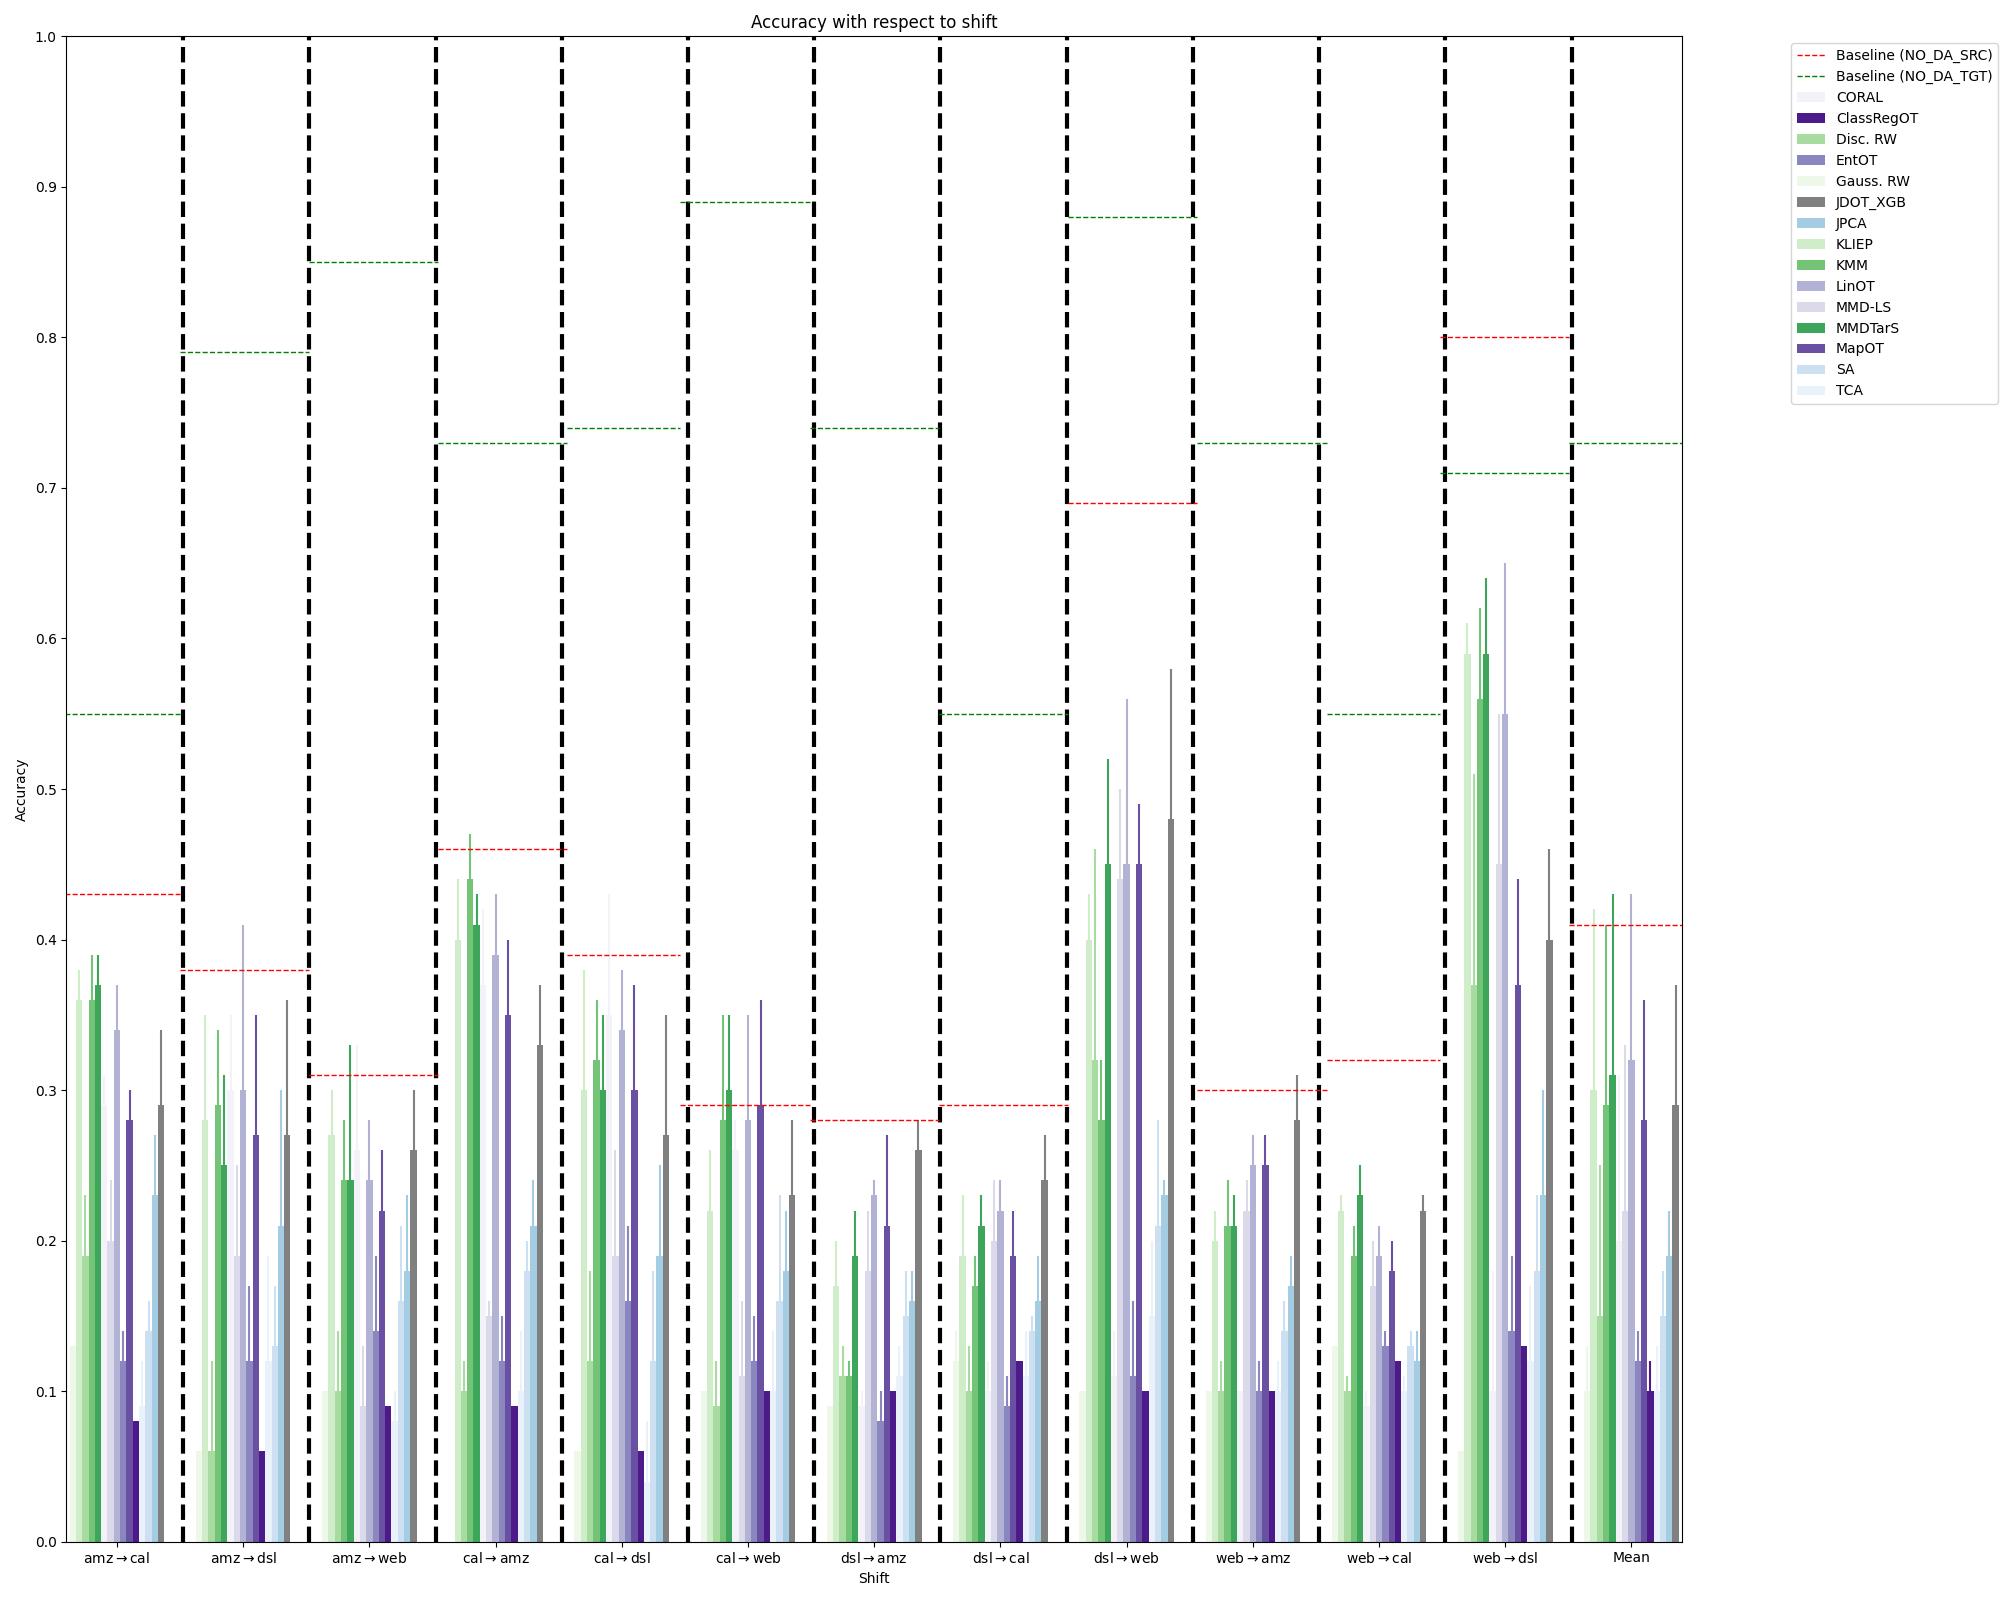 Accuracy with respect to shift
1.0
0.9
0.8
0.7
0.6
0.5
0.4
0.3
0.2
0.1
0.0
Accuracy
amz→cal
amz→dsl
amz→web
cal→amz
cal→dsl
cal→web
dsl→amz
dsl→cal
dsl→web
web→amz
web→cal
web→dsl
Mean
Shift
Baseline (NO_DA_SRC)
Baseline (NO_DA_TGT)
CORAL
ClassRegOT
Disc. RW
EntOT
Gauss. RW
JDOT_XGB
JPCA
KLIEP
KMM
LinOT
MMD-LS
MMDTarS
MapOT
SA
TCA